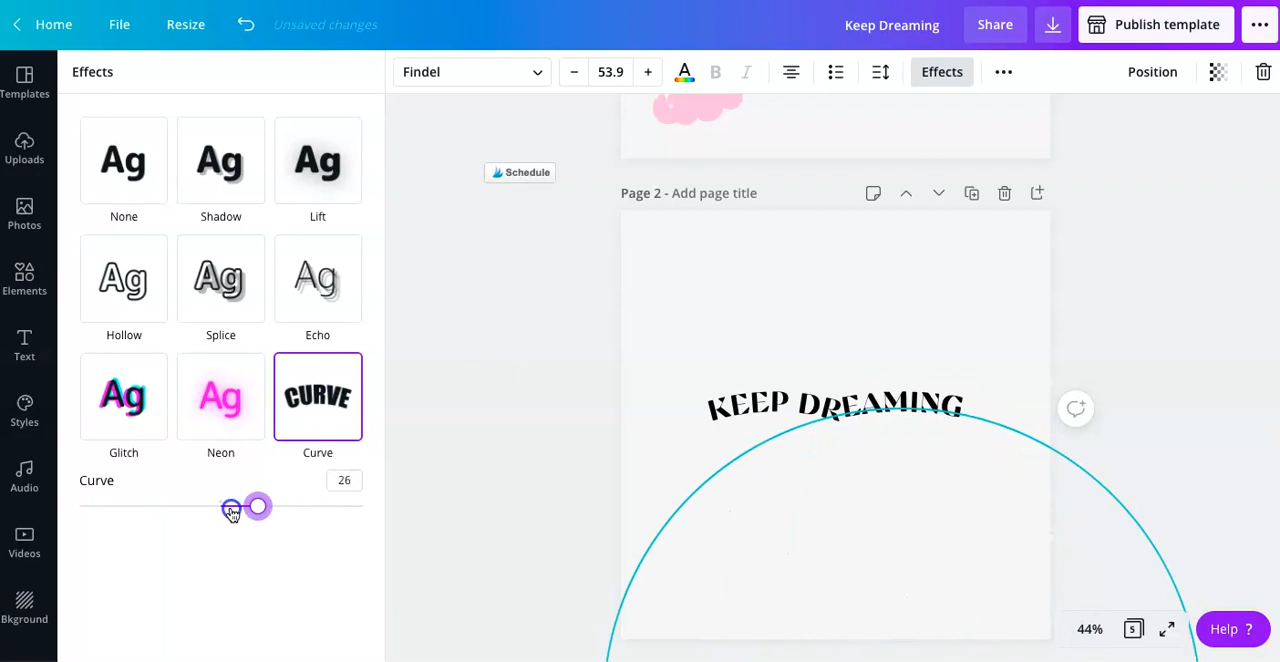 Home File Resize Unsaved changes Keep Dreaming Share Publish template
Effects Findel 53.9 B I Effects Position
Templates
Uploads
Photos
Elements
Text
Styles
Audio
Videos
Bkground
Ag Ag Ag
None Shadow Lift
Ag Ag Ag
Hollow Splice Echo
Ag Ag CURVE
Glitch Neon Curve
Curve 26
Schedule
Page 2 - Add page title
KEEP DREAMING
44% 5 Help ?